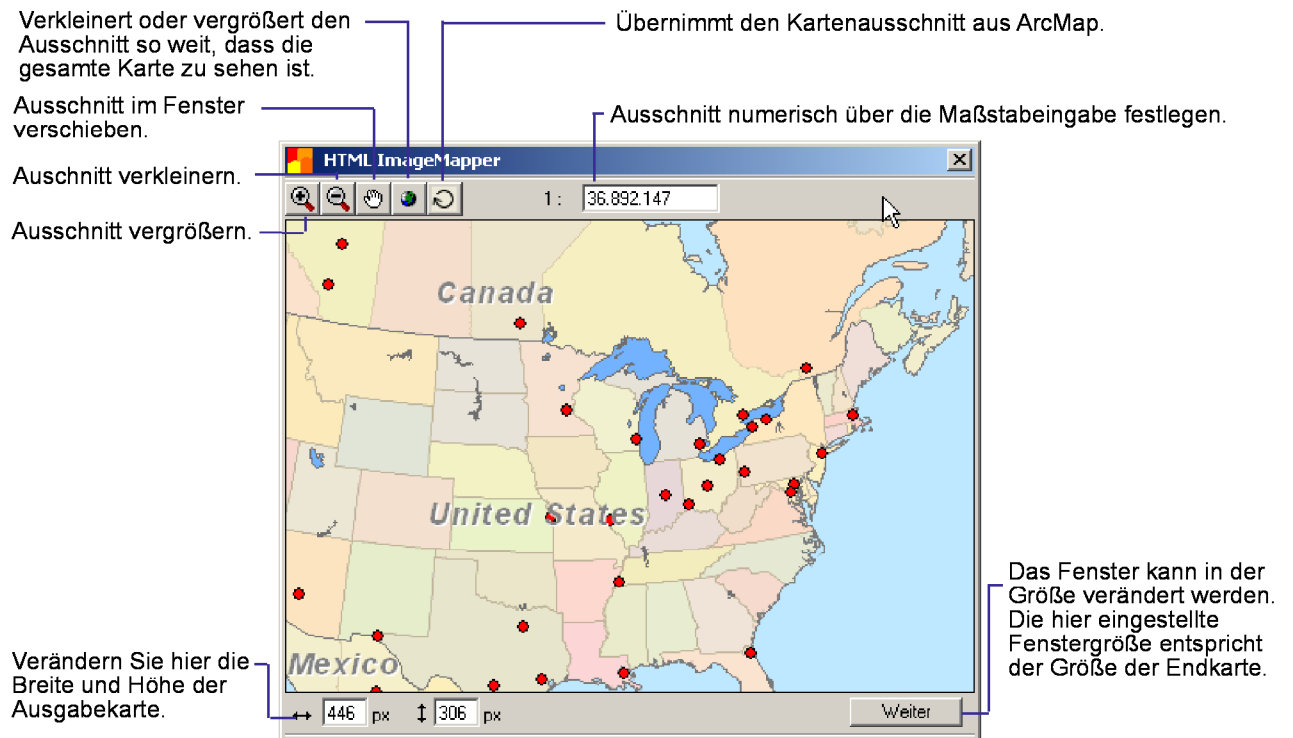 Verkleinert oder vergrößert den
Ausschnitt so weit, dass die
gesamte Karte zu sehen ist.
Übernimmt den Kartenausschnitt aus ArcMap.
Ausschnitt im Fenster
verschieben.
Ausschnitt numerisch über die Maßstabeingabe festlegen.
Auschnitt verkleinern.
Ausschnitt vergrößern.
HTML ImageMapper
1 : 36.892.147
Canada
United States
Mexico
Das Fenster kann in der
Größe verändert werden.
Die hier eingestellte
Fenstergröße entspricht
der Größe der Endkarte.
Verändern Sie hier die
Breite und Höhe der
Ausgabekarte.
446 px 306 px
Weiter